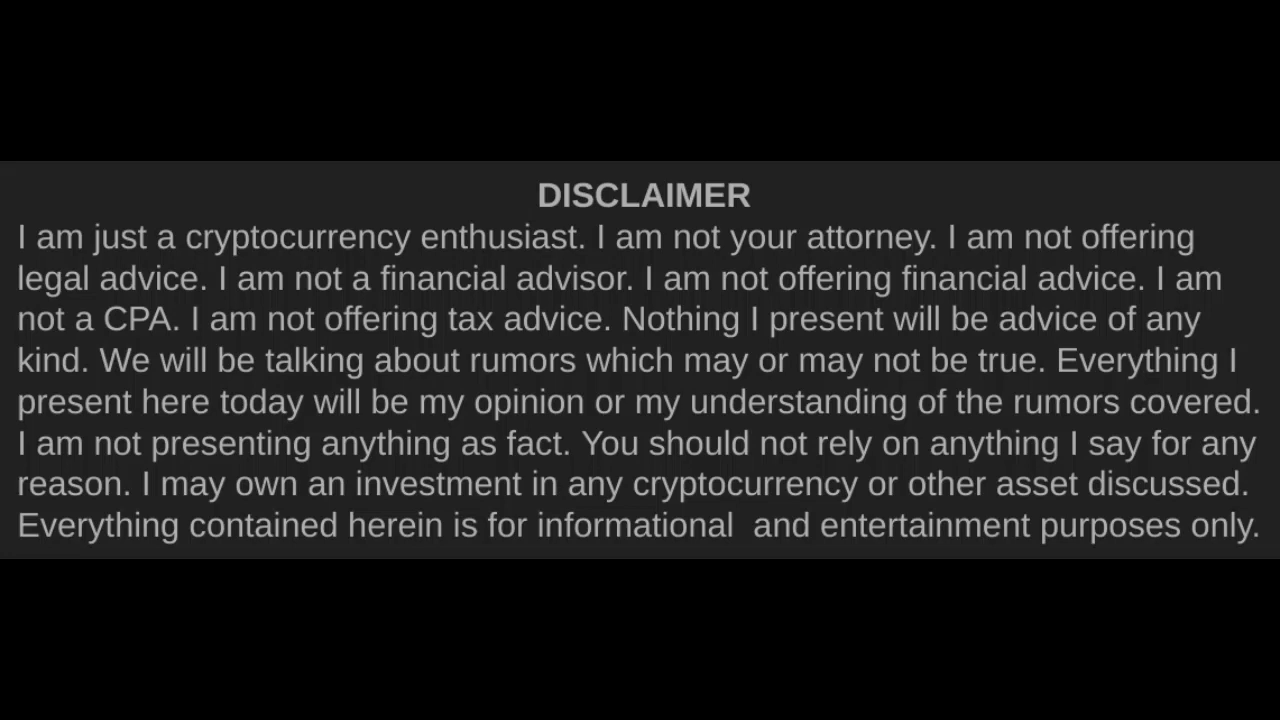 DISCLAIMER
I am just a cryptocurrency enthusiast. I am not your attorney. I am not offering
legal advice. I am not a financial advisor. I am not offering financial advice. I am
not a CPA. I am not offering tax advice. Nothing I present will be advice of any
kind. We will be talking about rumors which may or may not be true. Everything I
present here today will be my opinion or my understanding of the rumors covered.
I am not presenting anything as fact. You should not rely on anything I say for any
reason. I may own an investment in any cryptocurrency or other asset discussed.
Everything contained herein is for informational  and entertainment purposes only.